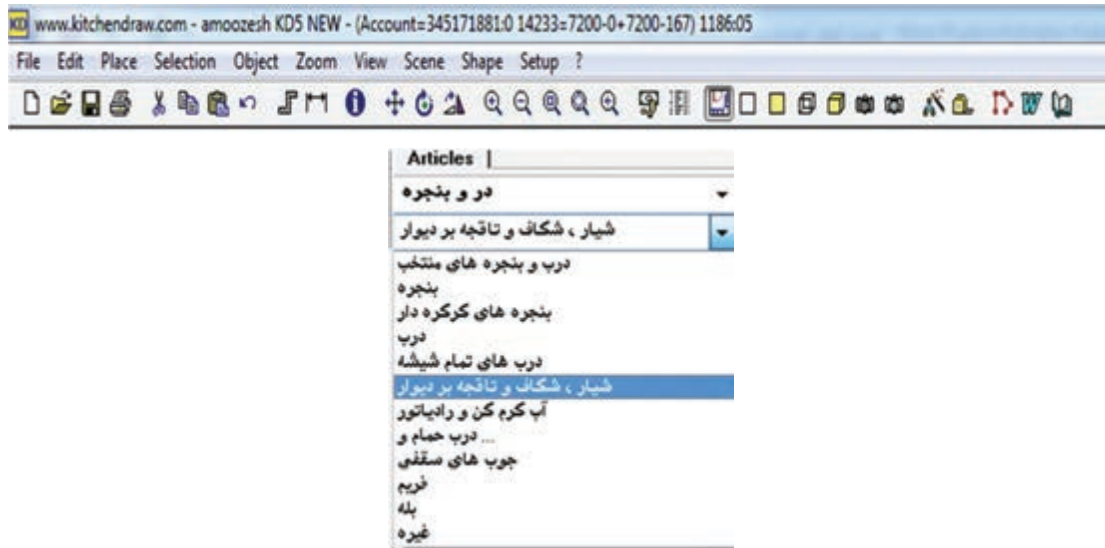 KD www.kitchendraw.com - amoozesh KD5 NEW - (Account=345171881:0 14233=7200-0+7200-167) 1186:05
File Edit Place Selection Object Zoom View Scene Shape Setup ?
Articles
در و پنجره
شیار ، شکاف و تاقچه بر دیوار
درب و پنجره های منتخب
پنجره
پنجره های کرکره دار
درب
درب های تمام شیشه
شیار ، شکاف و تاقچه بر دیوار
آب گرم کن و رادیاتور
... درب حمام و
چوب های سقفی
فریم
پله
غیره